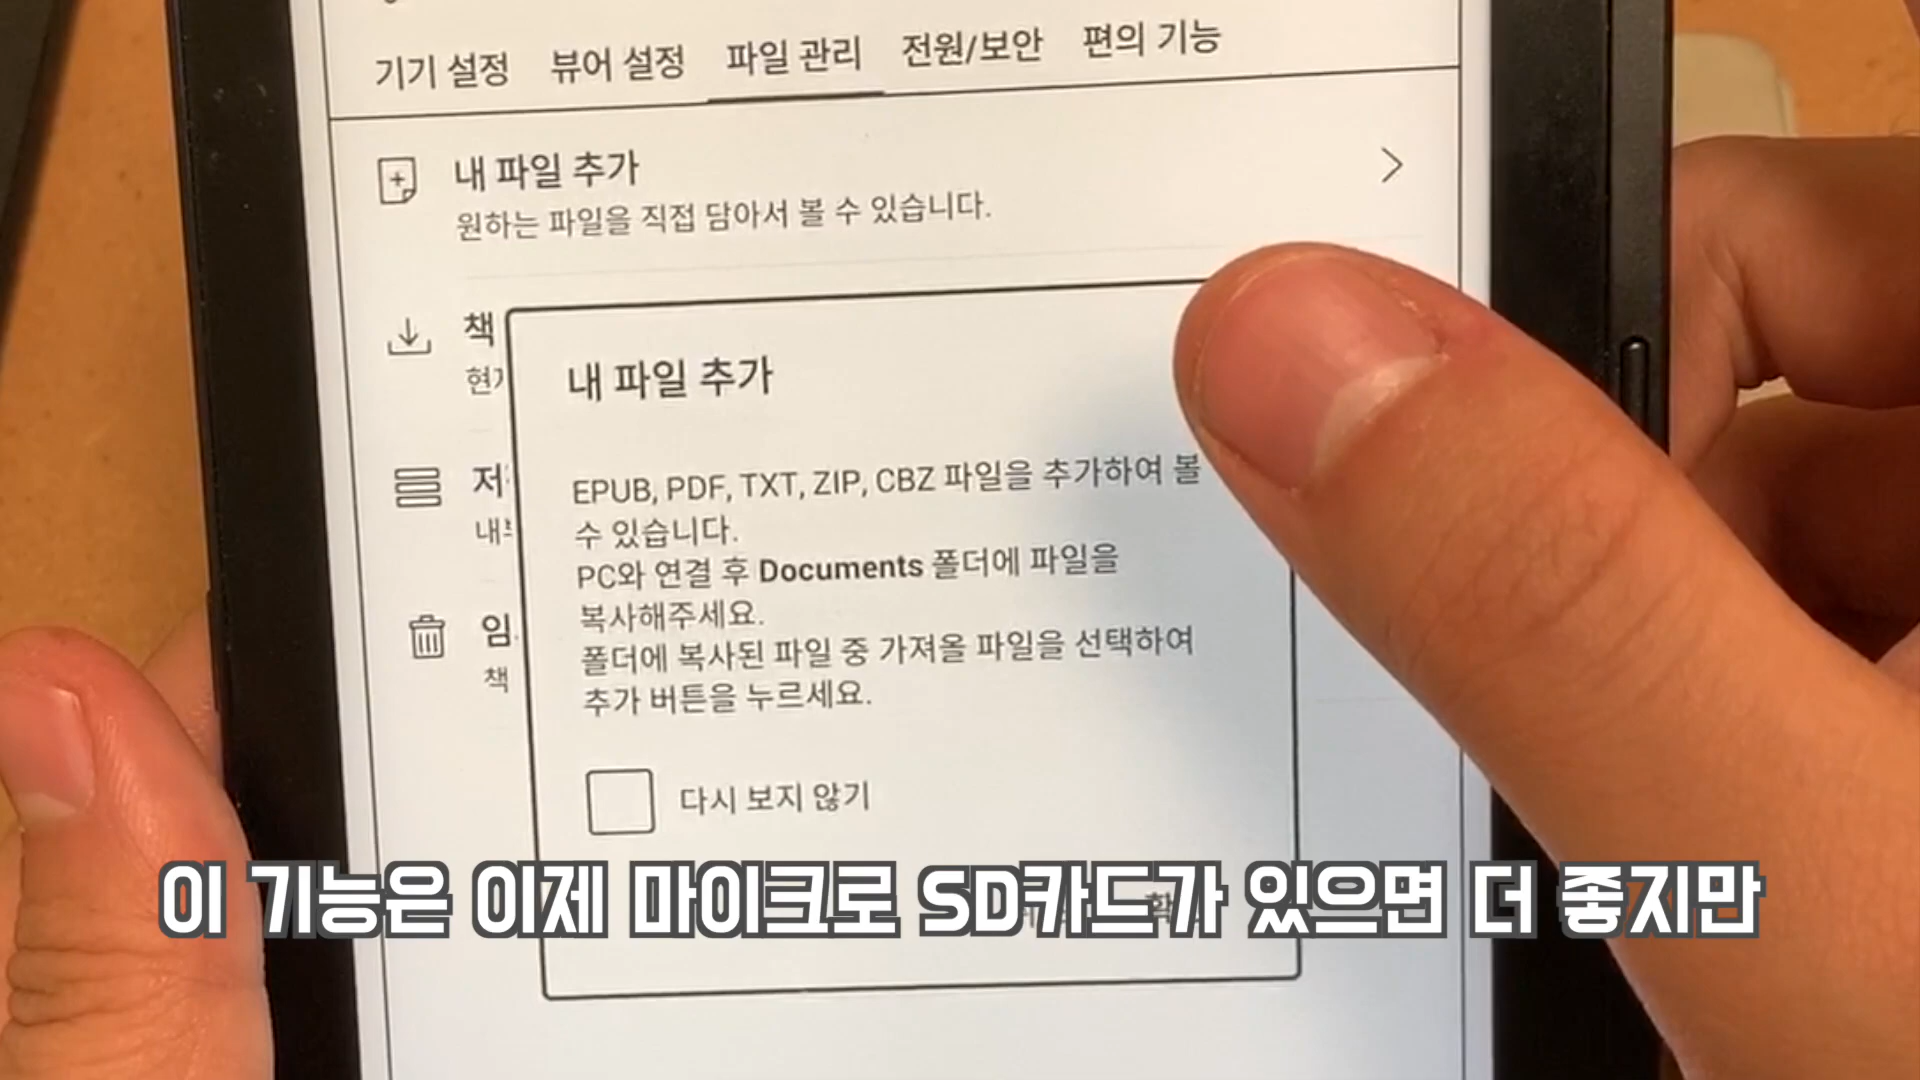 기기 설정 뷰어 설정 파일 관리 전원/보안 편의 기능
내 파일 추가
원하는 파일을 직접 담아서 볼 수 있습니다.
책
내 파일 추가
EPUB, PDF, TXT, ZIP, CBZ 파일을 추가하여 볼
수 있습니다.
PC와 연결 후 Documents 폴더에 파일을
복사해주세요.
폴더에 복사된 파일 중 가져올 파일을 선택하여
추가 버튼을 누르세요.
책
다시 보지 않기
이 기능은 이제 마이크로 SD카드가 있으면 더 좋지만